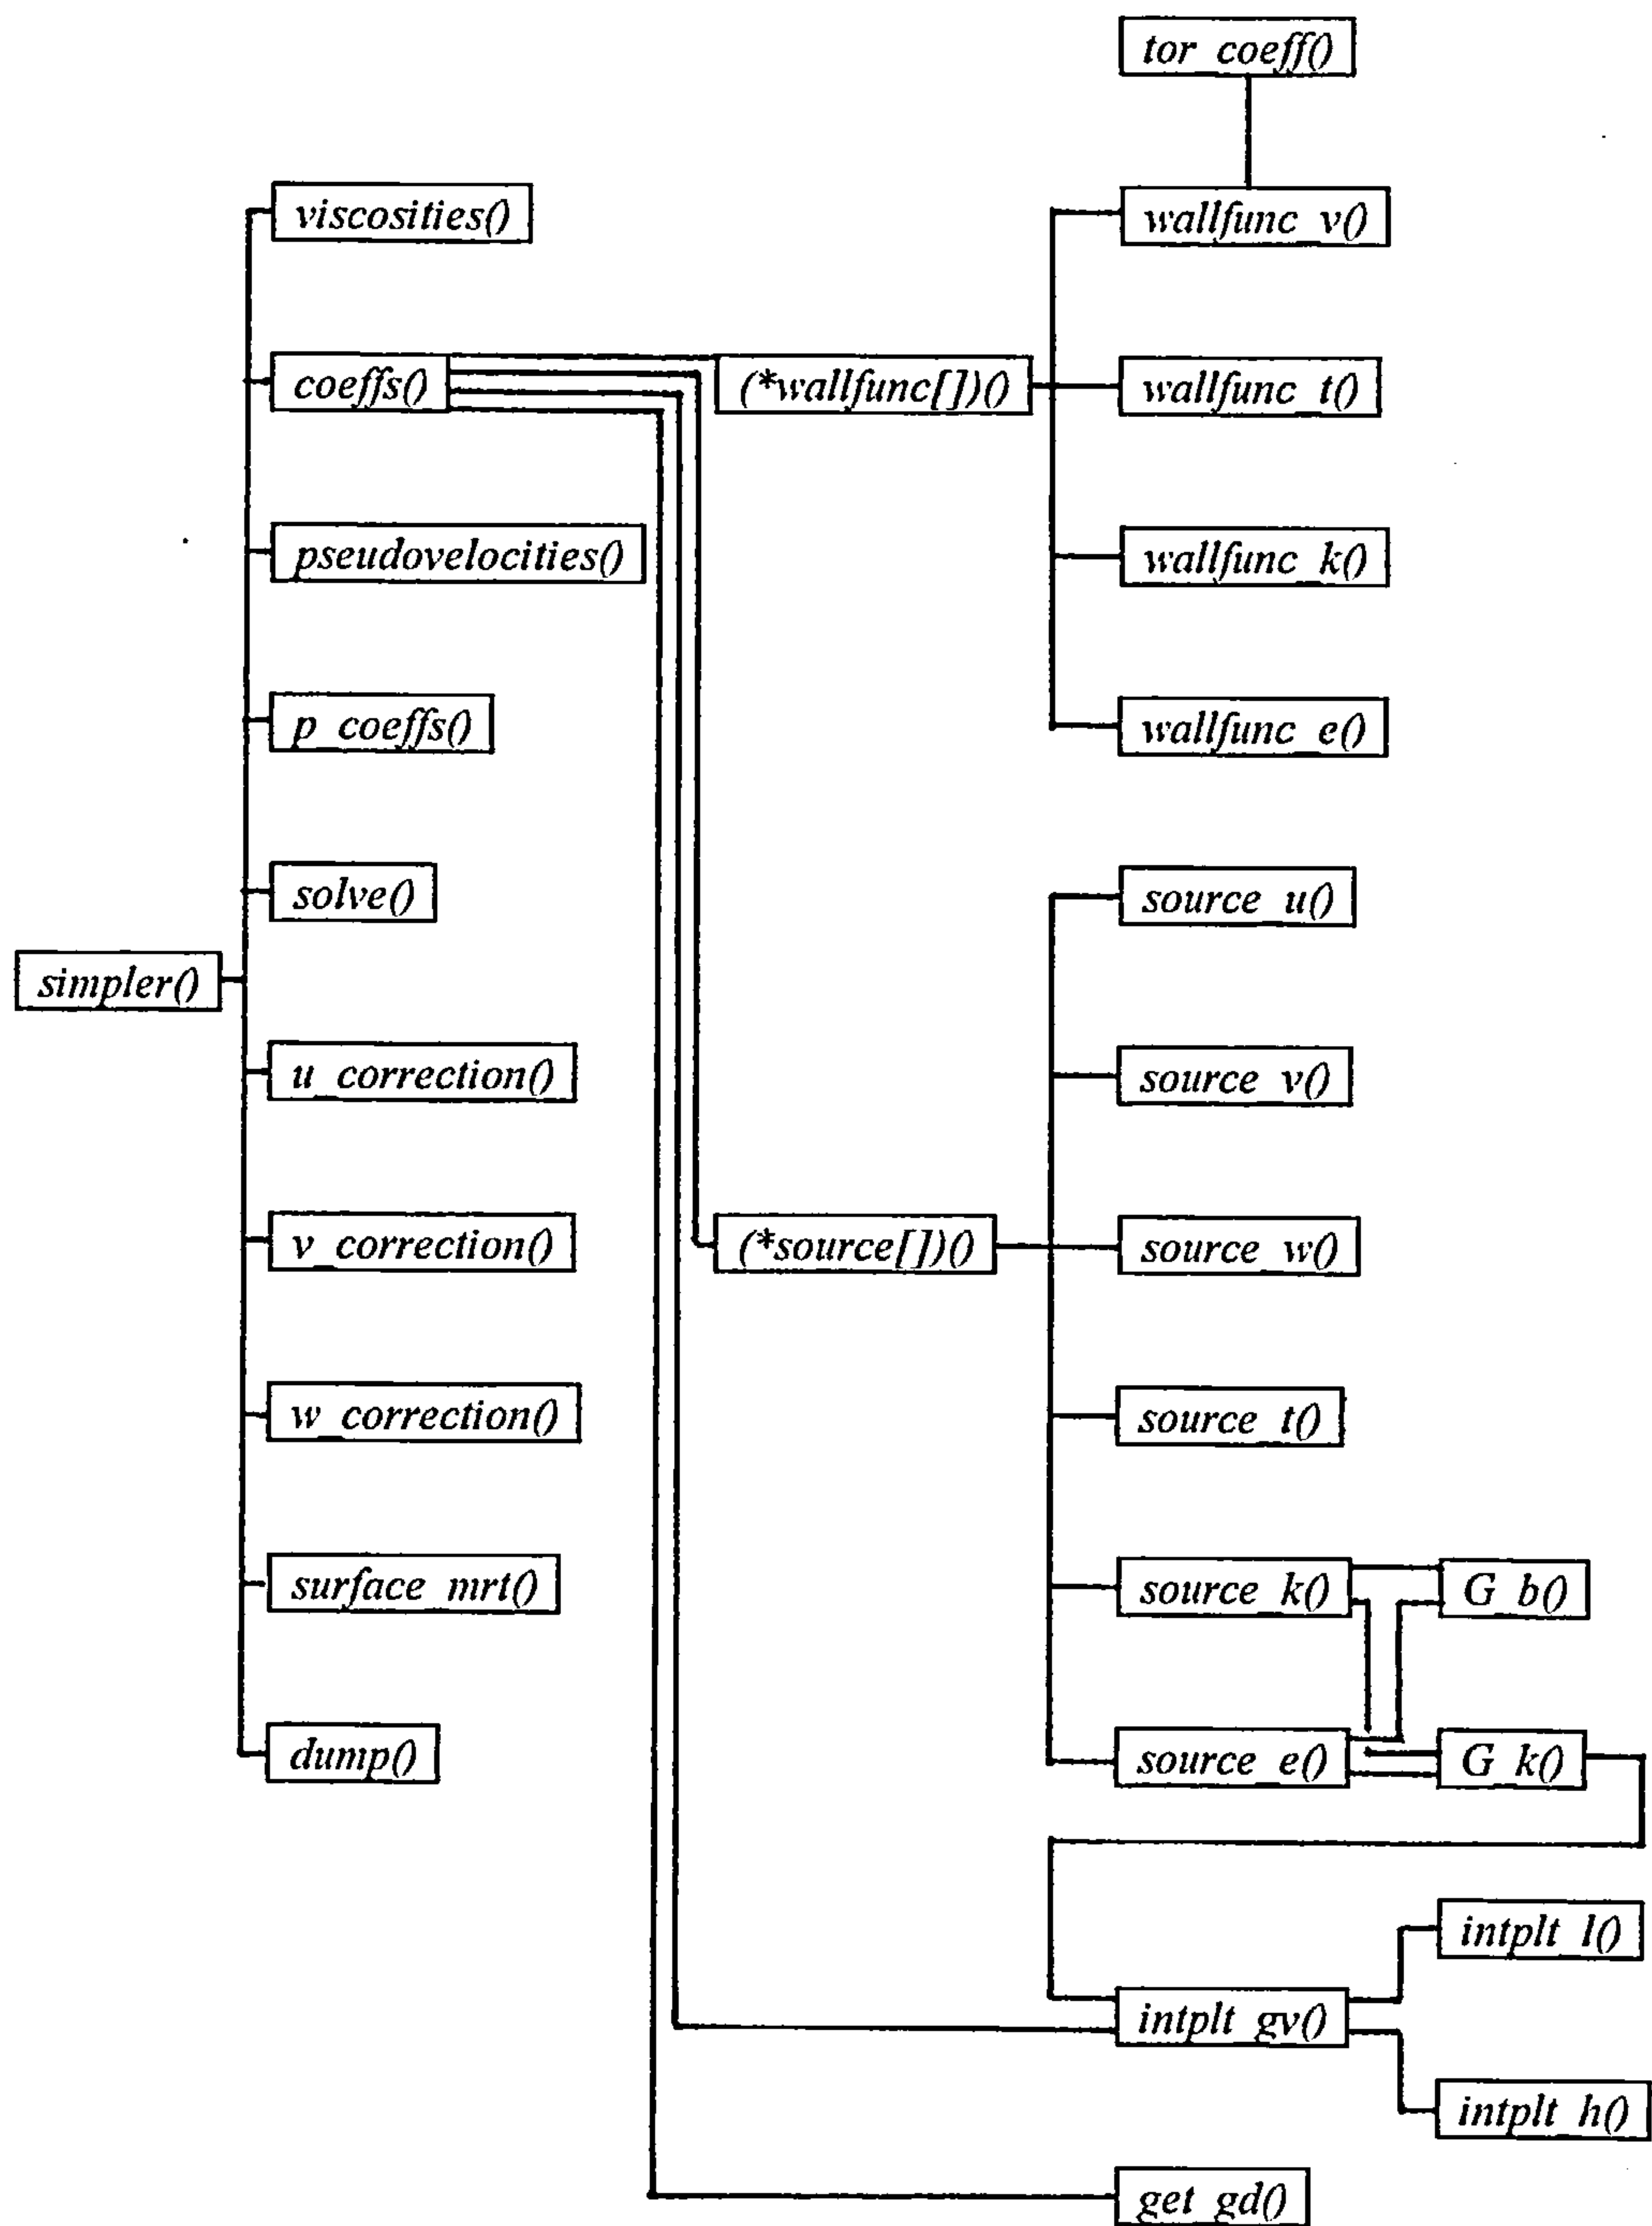 tor_coeff()
viscosities()
wallfunc_v()
coeffs()
(*wallfunc[])()
wallfunc_t()
pseudovelocities()
wallfunc_k()
p_coeffs()
wallfunc_e()
solve()
source_u()
simpler()
u_correction()
source_v()
v_correction()
(*source[])()
source_w()
w_correction()
source_t()
surface_mrt()
source_k()
G_b()
dump()
source_e()
G_k()
intplt_l()
intplt_gv()
intplt_h()
get_gd()